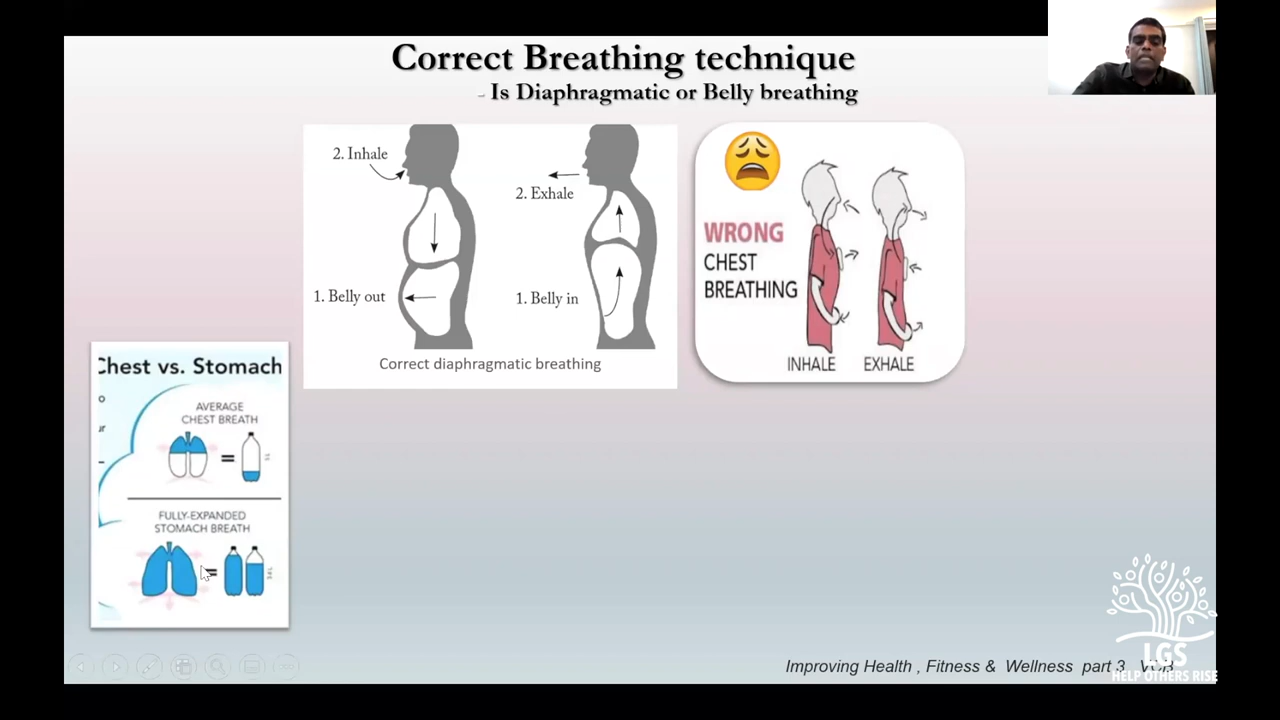 Correct Breathing technique
- Is Diaphragmatic or Belly breathing
2. Inhale
1. Belly out
2. Exhale
1. Belly in
Correct diaphragmatic breathing
WRONG
CHEST
BREATHING
INHALE
EXHALE
Chest vs. Stomach
AVERAGE
CHEST BREATH
=
FULLY-EXPANDED
STOMACH BREATH
=
Improving Health , Fitness & Wellness part 3
LGS
HELP OTHERS RISE